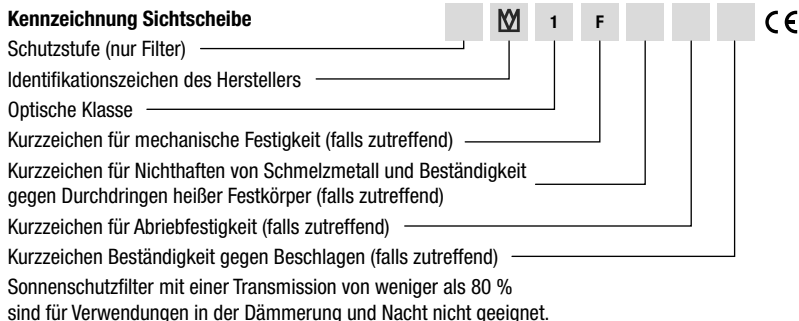 Kennzeichnung Sichtscheibe 1 F CE
Schutzstufe (nur Filter)
Identifikationszeichen des Herstellers
Optische Klasse
Kurzzeichen für mechanische Festigkeit (falls zutreffend)
Kurzzeichen für Nichthaften von Schmelzmetall und Beständigkeit
gegen Durchdringen heißer Festkörper (falls zutreffend)
Kurzzeichen für Abriebfestigkeit (falls zutreffend)
Kurzzeichen Beständigkeit gegen Beschlagen (falls zutreffend)
Sonnenschutzfilter mit einer Transmission von weniger als 80 %
sind für Verwendungen in der Dämmerung und Nacht nicht geeignet.